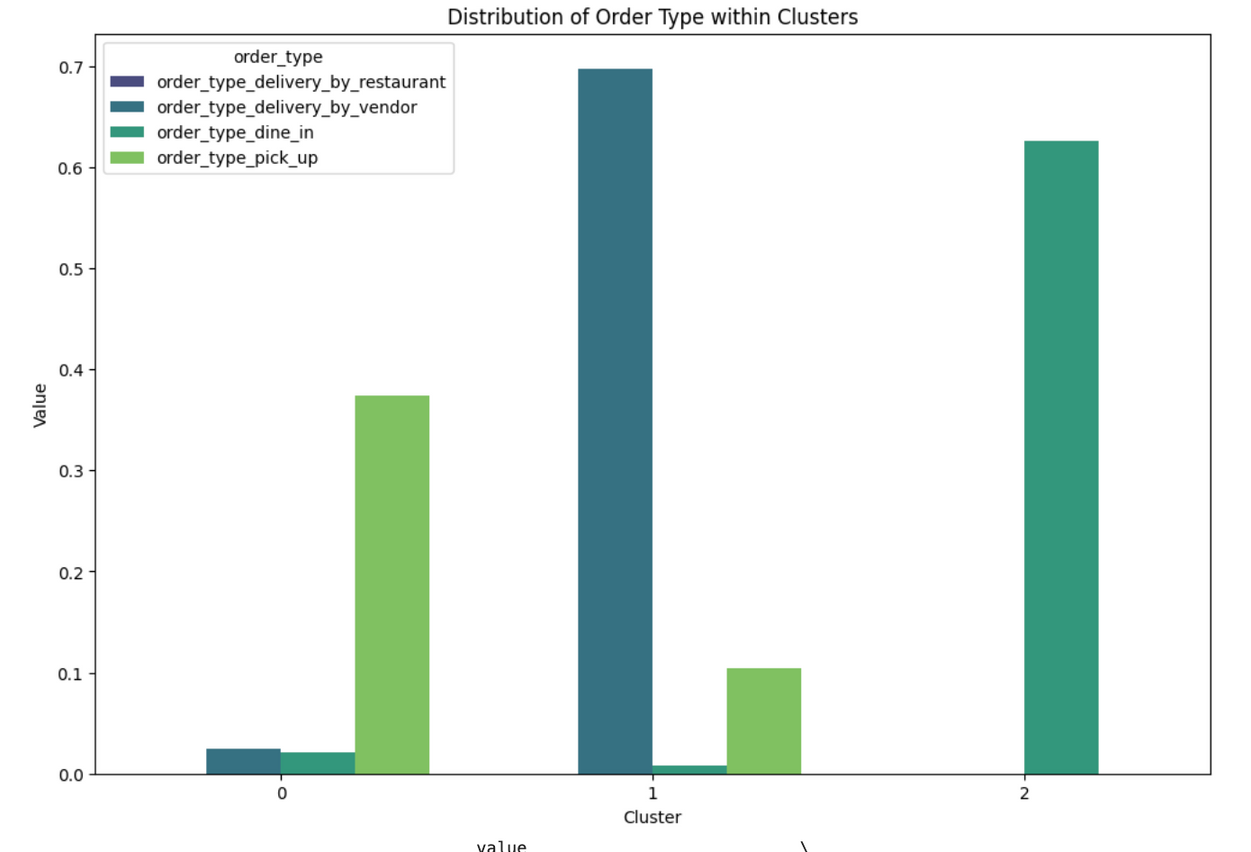 Distribution of Order Type within Clusters
order_type
order_type_delivery_by_restaurant
order_type_delivery_by_vendor
order_type_dine_in
order_type_pick_up
0.7
0.6
0.5
0.4
0.3
0.2
0.1
0.0
Value
0 1 2
Cluster
value \